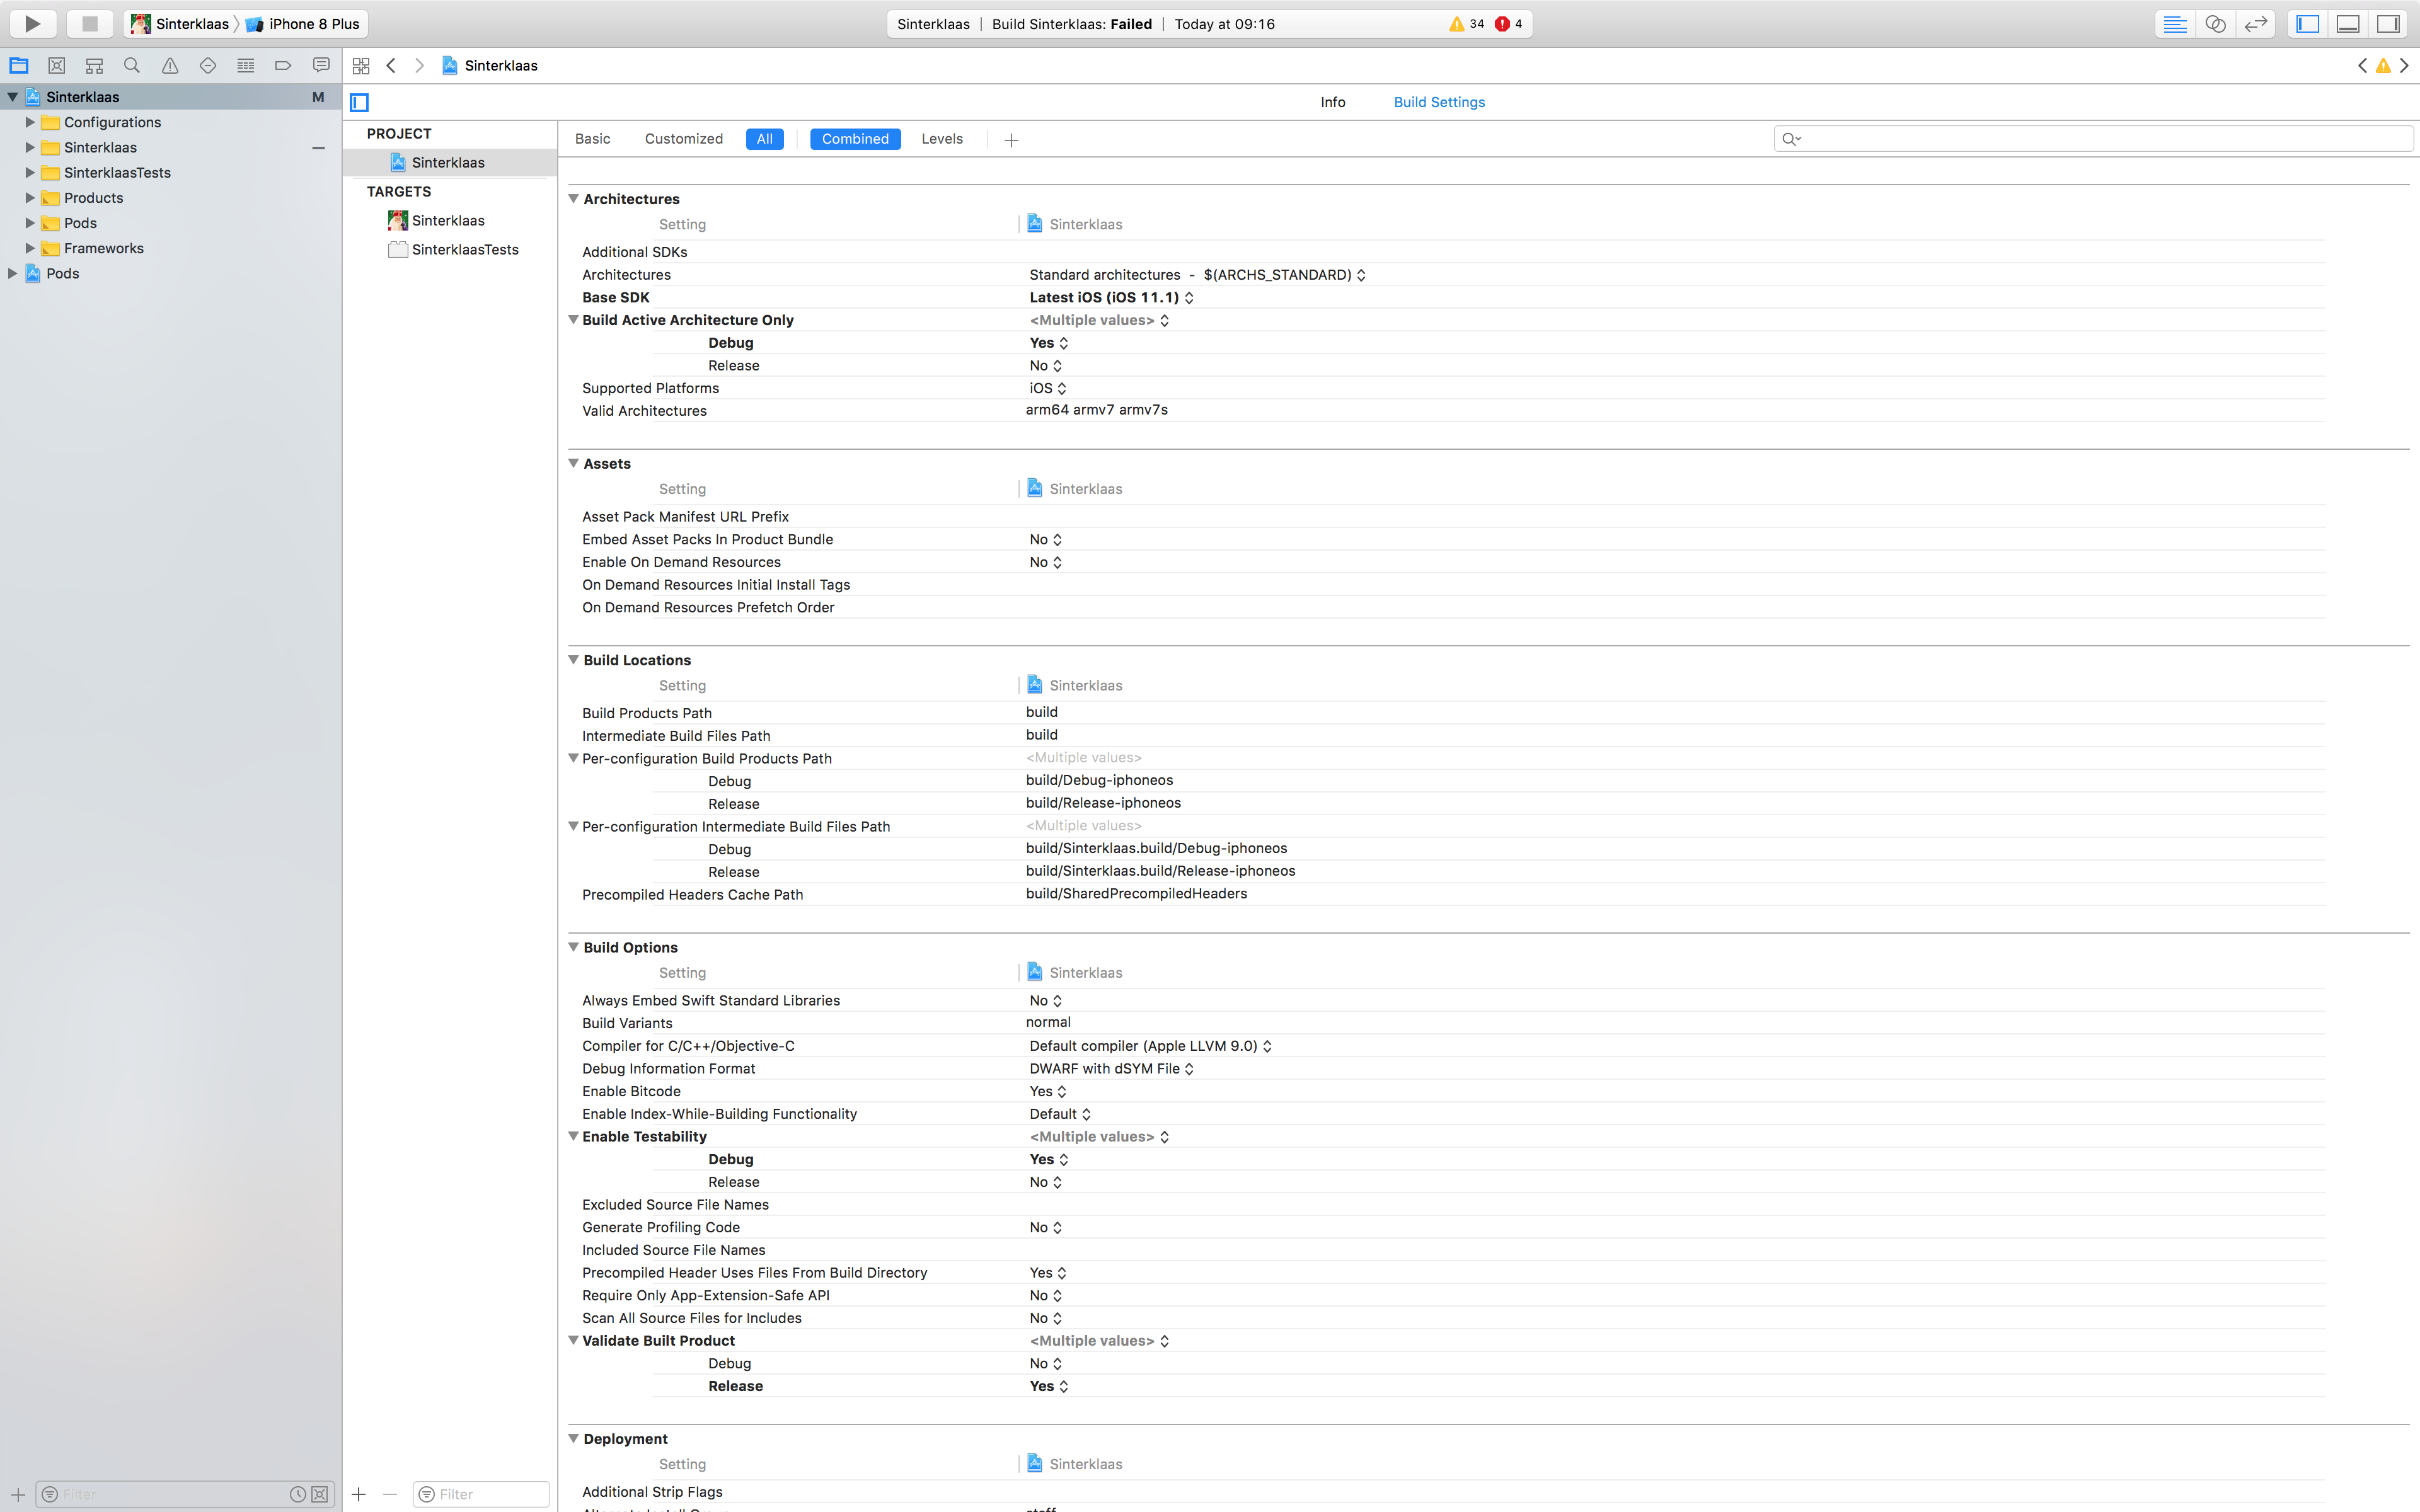 Sinterklaas iPhone 8 Plus
Sinterklaas | Build Sinterklaas: Failed | Today at 09:16 34 4
Sinterklaas
Sinterklaas M
Configurations
Sinterklaas
SinterklaasTests
Products
Pods
Frameworks
Pods
Filter
Info Build Settings
PROJECT
Sinterklaas
TARGETS
Sinterklaas
SinterklaasTests
Filter
Basic Customized All Combined Levels
Architectures
Setting Sinterklaas
Additional SDKs
Architectures Standard architectures - $(ARCHS_STANDARD)
Base SDK Latest iOS (iOS 11.1)
Build Active Architecture Only <Multiple values>
Debug Yes
Release No
Supported Platforms iOS
Valid Architectures arm64 armv7 armv7s
Assets
Setting Sinterklaas
Asset Pack Manifest URL Prefix
Embed Asset Packs In Product Bundle No
Enable On Demand Resources No
On Demand Resources Initial Install Tags
On Demand Resources Prefetch Order
Build Locations
Setting Sinterklaas
Build Products Path build
Intermediate Build Files Path build
Per-configuration Build Products Path <Multiple values>
Debug build/Debug-iphoneos
Release build/Release-iphoneos
Per-configuration Intermediate Build Files Path <Multiple values>
Debug build/Sinterklaas.build/Debug-iphoneos
Release build/Sinterklaas.build/Release-iphoneos
Precompiled Headers Cache Path build/SharedPrecompiledHeaders
Build Options
Setting Sinterklaas
Always Embed Swift Standard Libraries No
Build Variants normal
Compiler for C/C++/Objective-C Default compiler (Apple LLVM 9.0)
Debug Information Format DWARF with dSYM File
Enable Bitcode Yes
Enable Index-While-Building Functionality Default
Enable Testability <Multiple values>
Debug Yes
Release No
Excluded Source File Names
Generate Profiling Code No
Included Source File Names
Precompiled Header Uses Files From Build Directory Yes
Require Only App-Extension-Safe API No
Scan All Source Files for Includes No
Validate Built Product <Multiple values>
Debug No
Release Yes
Deployment
Setting Sinterklaas
Additional Strip Flags